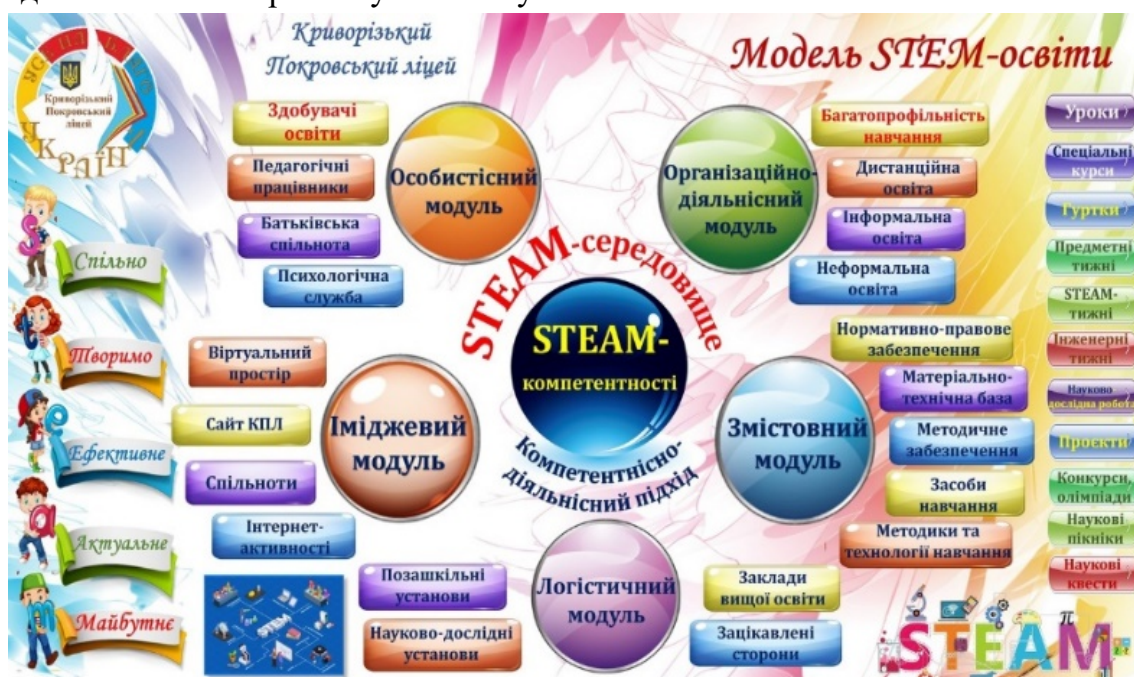 Криворізький
Покровський ліцей
Модель STEM-освіти
Криворізький
Покровський
ліцей
Здобувачі
освіти
Педагогічні
працівники
Батьківська
спільнота
Психологічна
служба
Особистісний
модуль
Організаційно-
діяльнісний
модуль
Багатопрофільність
навчання
Дистанційна
освіта
Інформальна
освіта
Неформальна
освіта
Уроки
Спеціальні
курси
Гуртки
Предметні
тижні
STEAM-
тижні
Інженерні
тижні
Науково
дослідна робота
Проєкти
Конкурси,
олімпіади
Наукові
пікніки
Наукові
квести
Спільно
Творимо
Ефективне
Актуальне
Майбутнє
STEAM-середовище
STEAM-
компетентності
Компетентнісно-
діяльнісний підхід
Віртуальний
простір
Сайт КПЛ
Спільноти
Інтернет-
активності
Іміджевий
модуль
Змістовний
модуль
Нормативно-правове
забезпечення
Матеріально-
технічна база
Методичне
забезпечення
Засоби
навчання
Методики та
технології навчання
Позашкільні
установи
Науково-дослідні
установи
Логістичний
модуль
Заклади
вищої освіти
Зацікавлені
сторони
STEAM
π